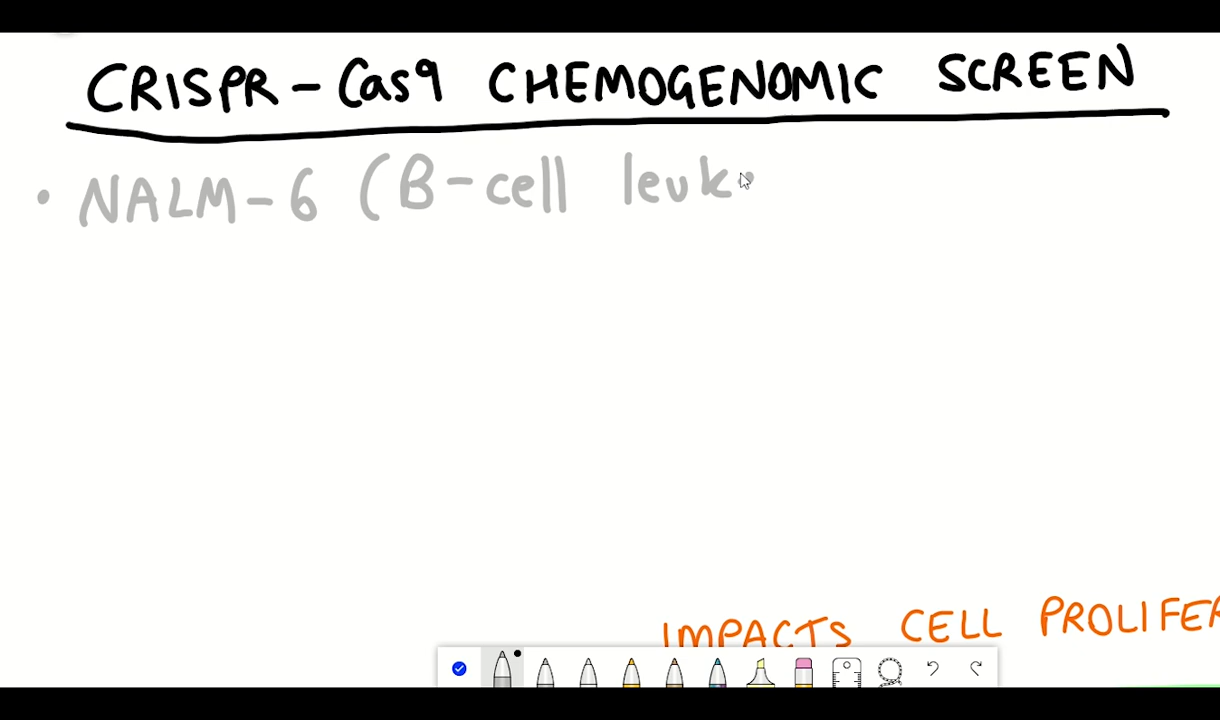 CRISPR-Cas9 CHEMOGENOMIC SCREEN
• NALM-6 (B-cell leuk
IMPACTS CELL PROLIFER